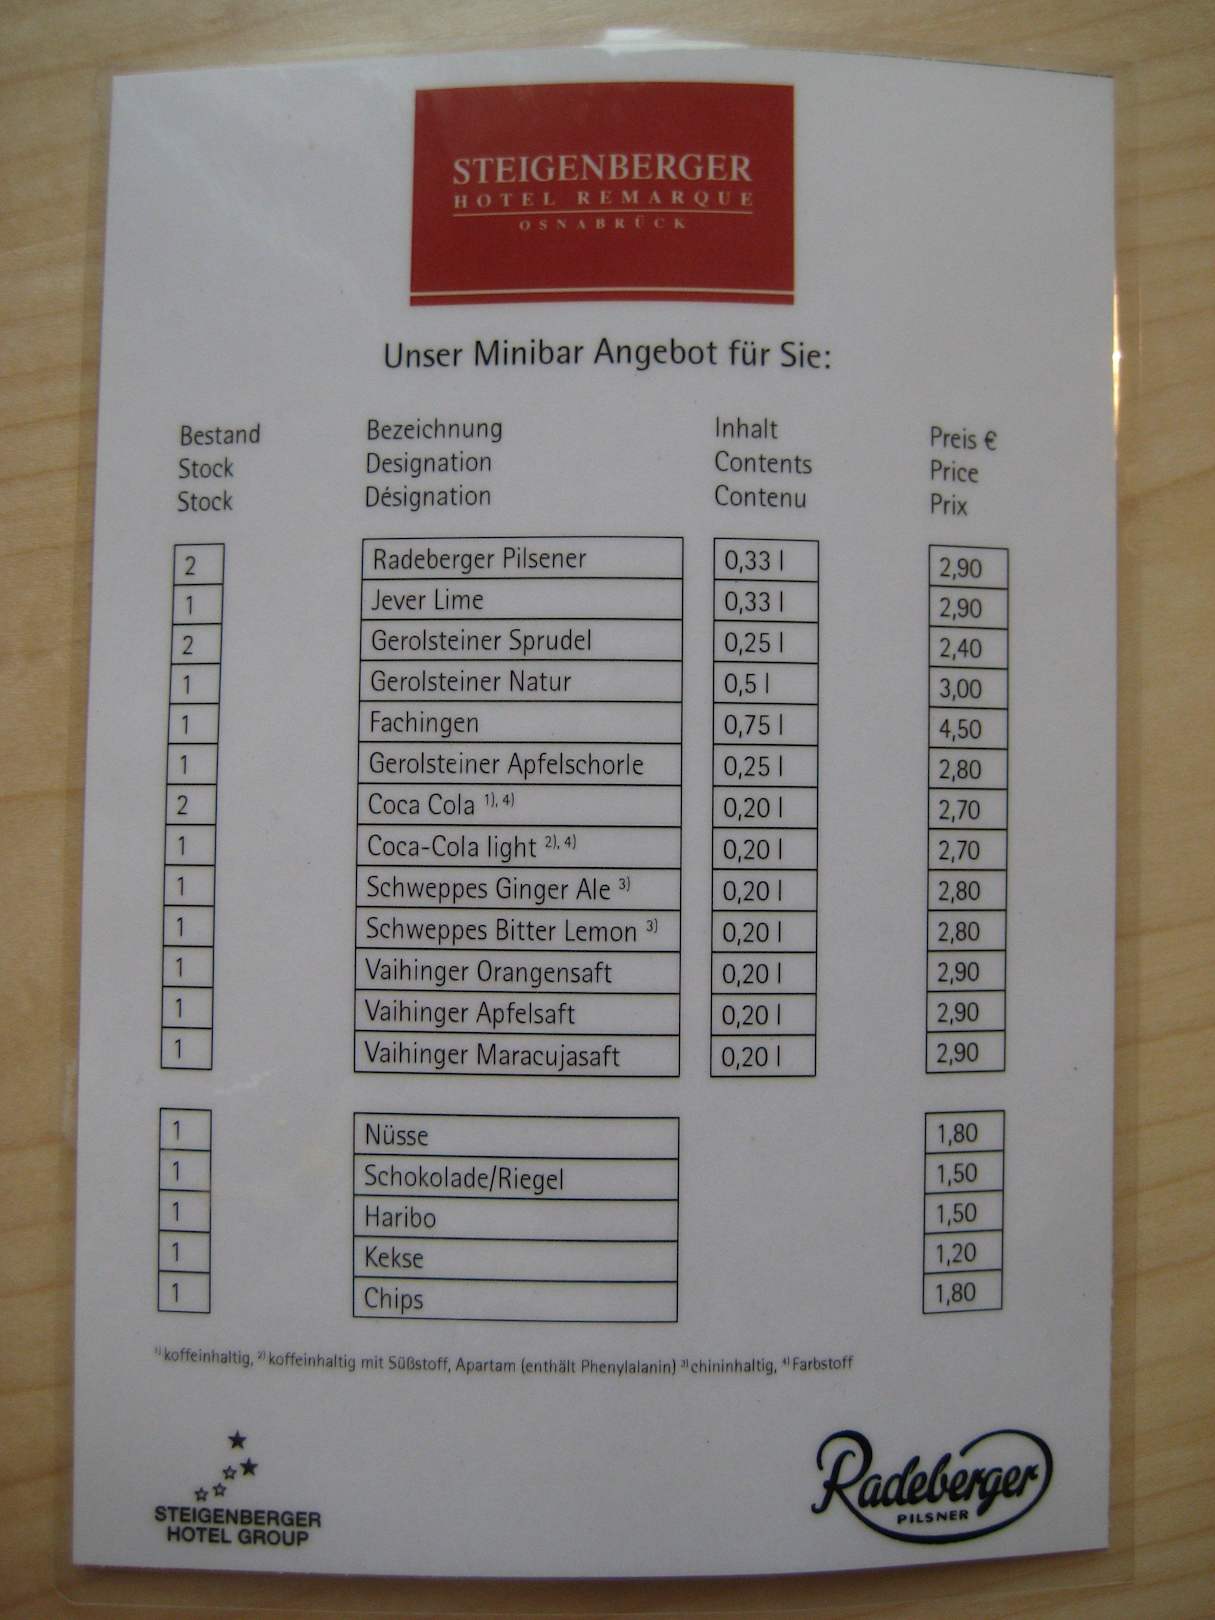 STEIGENBERGER
HOTEL REMARQUE
OSNABRÜCK
Unser Minibar Angebot für Sie:
Bestand Bezeichnung Inhalt Preis €
Stock Designation Contents Price
Stock Désignation Contenu Prix
2 Radeberger Pilsener 0,33 l 2,90
1 Jever Lime 0,33 l 2,90
2 Gerolsteiner Sprudel 0,25 l 2,40
1 Gerolsteiner Natur 0,5 l 3,00
1 Fachingen 0,75 l 4,50
1 Gerolsteiner Apfelschorle 0,25 l 2,80
2 Coca Cola 1), 4) 0,20 l 2,70
1 Coca-Cola light 2), 4) 0,20 l 2,70
1 Schweppes Ginger Ale 3) 0,20 l 2,80
1 Schweppes Bitter Lemon 3) 0,20 l 2,80
1 Vaihinger Orangensaft 0,20 l 2,90
1 Vaihinger Apfelsaft 0,20 l 2,90
1 Vaihinger Maracujasaft 0,20 l 2,90
1 Nüsse 1,80
1 Schokolade/Riegel 1,50
1 Haribo 1,50
1 Kekse 1,20
1 Chips 1,80
1) koffeinhaltig, 2) koffeinhaltig mit Süßstoff, Apartam (enthält Phenylalanin) 3) chininhaltig, 4) Farbstoff
STEIGENBERGER
HOTEL GROUP
Radeberger
PILSNER